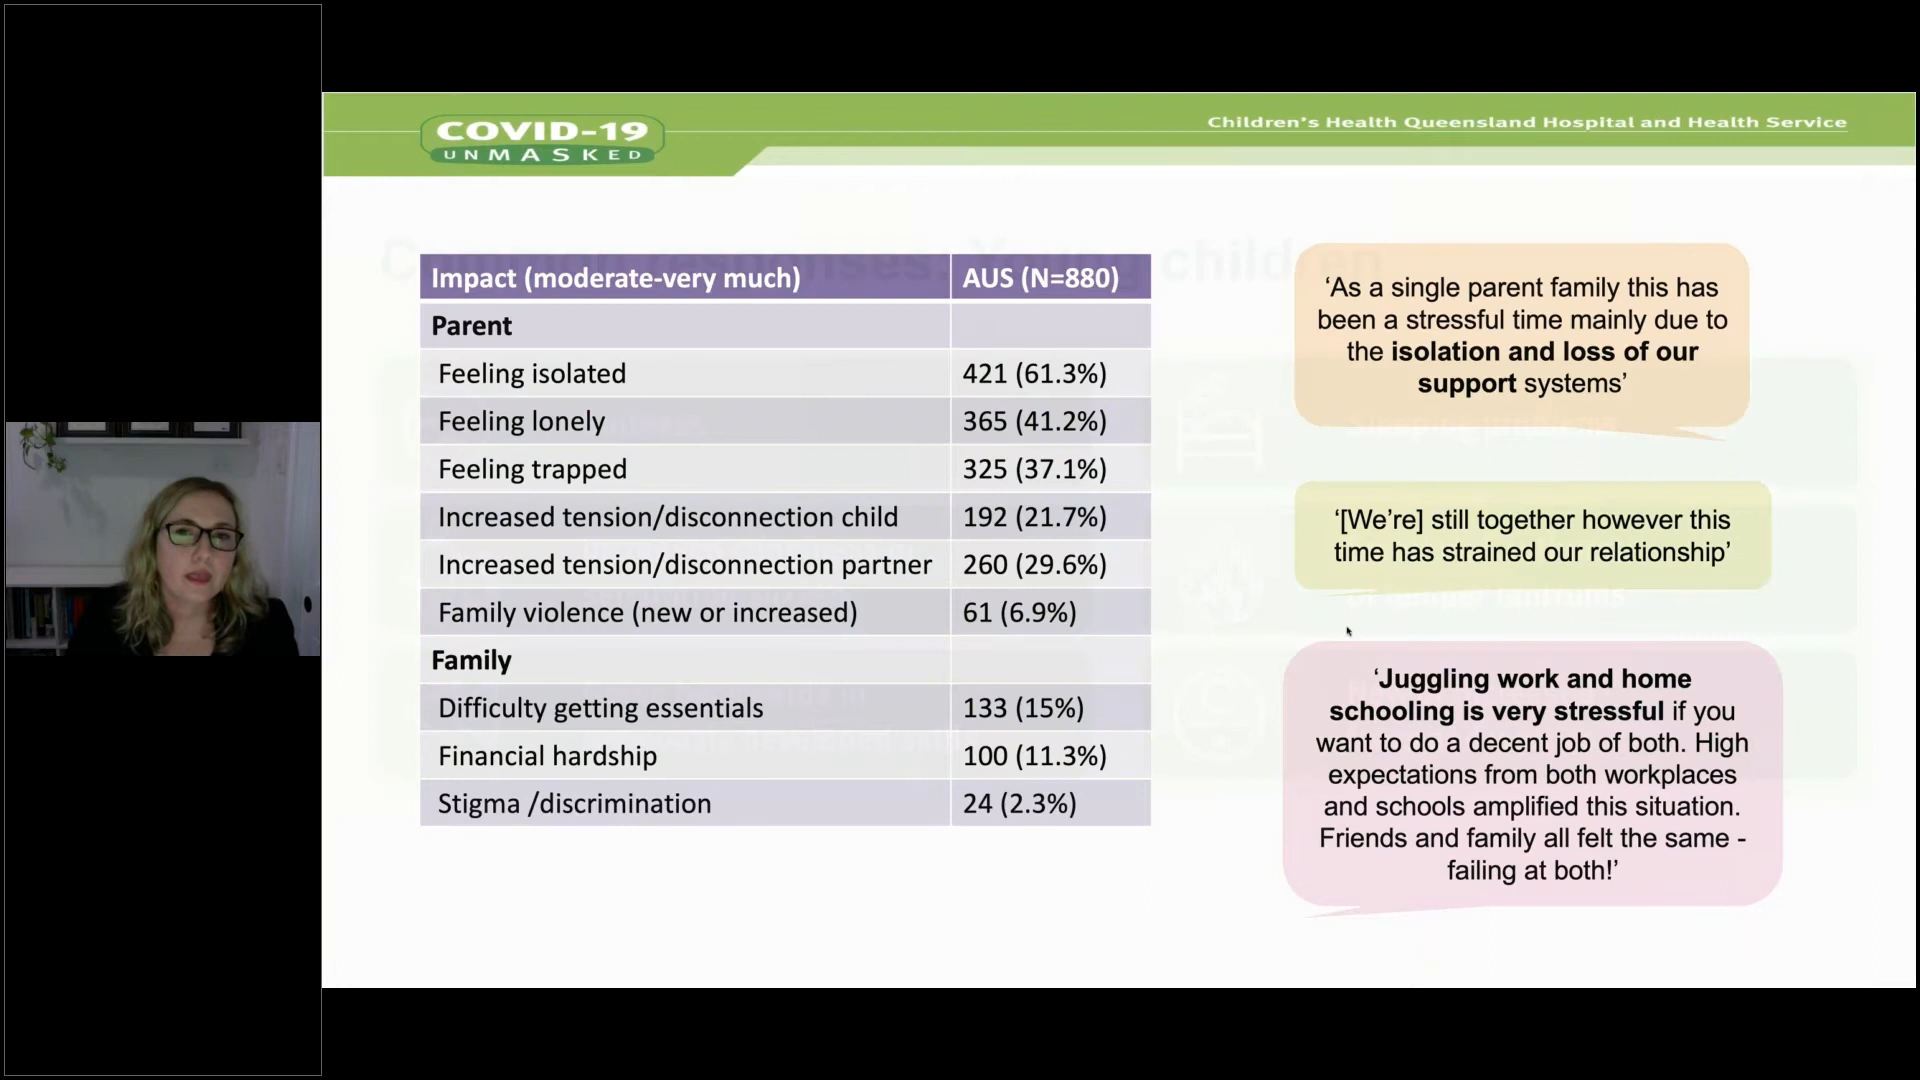 COVID-19
UNMASKED
Children's Health Queensland Hospital and Health Service
Common responses: Young children
Impact (moderate-very much) AUS (N=880)
Parent
Feeling isolated 421 (61.3%)
Feeling lonely 365 (41.2%)
Feeling trapped 325 (37.1%)
Increased tension/disconnection child 192 (21.7%)
Increased tension/disconnection partner 260 (29.6%)
Family violence (new or increased) 61 (6.9%)
Family
Difficulty getting essentials 133 (15%)
Financial hardship 100 (11.3%)
Stigma /discrimination 24 (2.3%)
‘As a single parent family this has
been a stressful time mainly due to
the isolation and loss of our
support systems’
‘[We’re] still together however this
time has strained our relationship’
‘Juggling work and home
schooling is very stressful if you
want to do a decent job of both. High
expectations from both workplaces
and schools amplified this situation.
Friends and family all felt the same -
failing at both!’